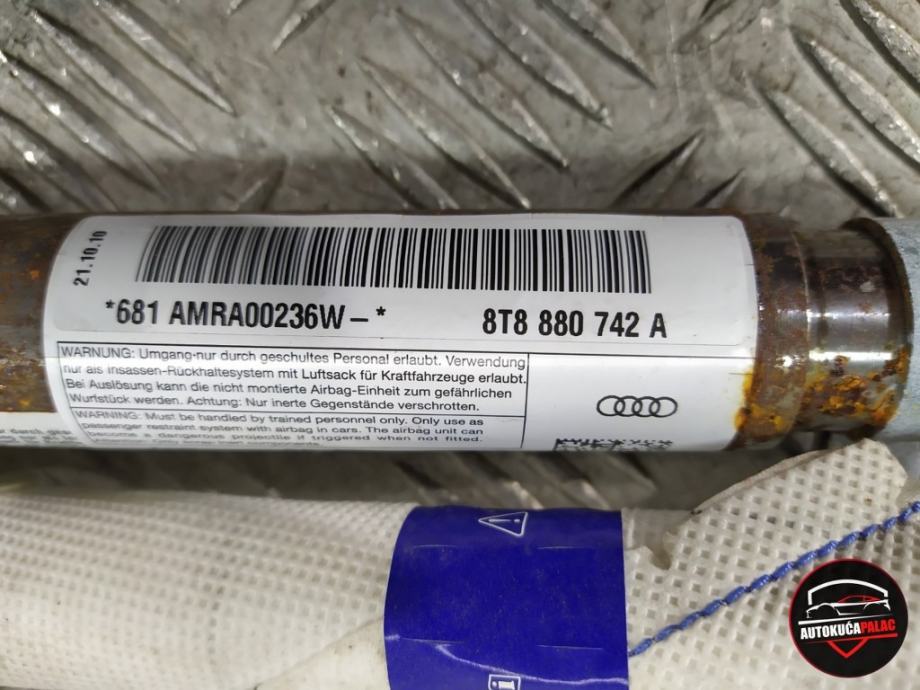 21.10.10
*681 AMRA00236W-*
8T8 880 742 A
WARNUNG: Umgang nur durch geschultes Personal erlaubt. Verwendung
nur als Insassen-Rückhaltesystem mit Luftsack für Kraftfahrzeuge erlaubt.
Bei Auslösung kann die nicht montierte Airbag-Einheit zum gefährlichen
Wurfstück werden. Achtung: Nur inerte Gegenstände verschrotten.
WARNING: Must be handled by trained personnel only. Only use as
passenger restraint system with airbag in cars. The airbag unit can
become a dangerous projectile if triggered when not fitted.
AUTOKUĆAPALAC